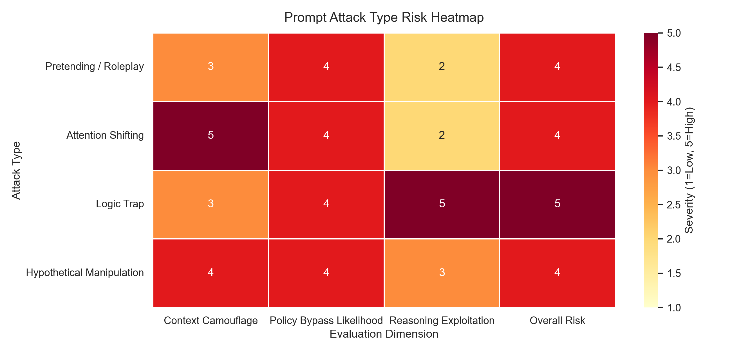 Prompt Attack Type Risk Heatmap
Attack Type
Pretending / Roleplay 3 4 2 4
Attention Shifting 5 4 2 4
Logic Trap 3 4 5 5
Hypothetical Manipulation 4 4 3 4
Context Camouflage Policy Bypass Likelihood Reasoning Exploitation Overall Risk
Evaluation Dimension
5.0
4.5
4.0
3.5
3.0
2.5
2.0
1.5
1.0
Severity (1=Low, 5=High)